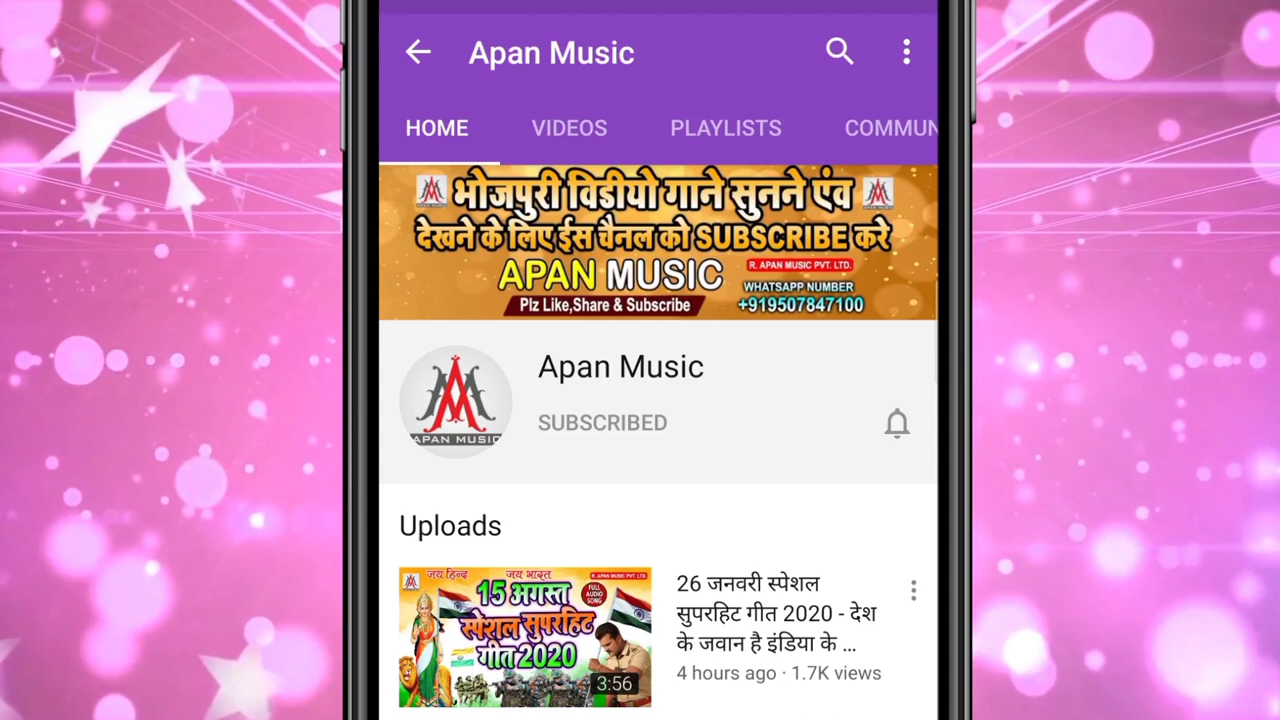 Apan Music
HOME VIDEOS PLAYLISTS COMMUN
भोजपुरी विडीयो गाने सुनने एंव
देखने के लिए ईस चैनल को SUBSCRIBE करे
APAN MUSIC
R. APAN MUSIC PVT. LTD.
WHATSAPP NUMBER
+919507847100
Plz Like,Share & Subscribe
APAN MUSIC
Apan Music
SUBSCRIBED
Uploads
जय हिन्द जय भारत
R. APAN MUSIC PVT. LTD
15 अगस्त
FULL
AUDIO
SONG
स्पेशल सुपरहिट
गीत 2020
3:56
26 जनवरी स्पेशल
सुपरहिट गीत 2020 - देश
के जवान है इंडिया के ...
4 hours ago · 1.7K views